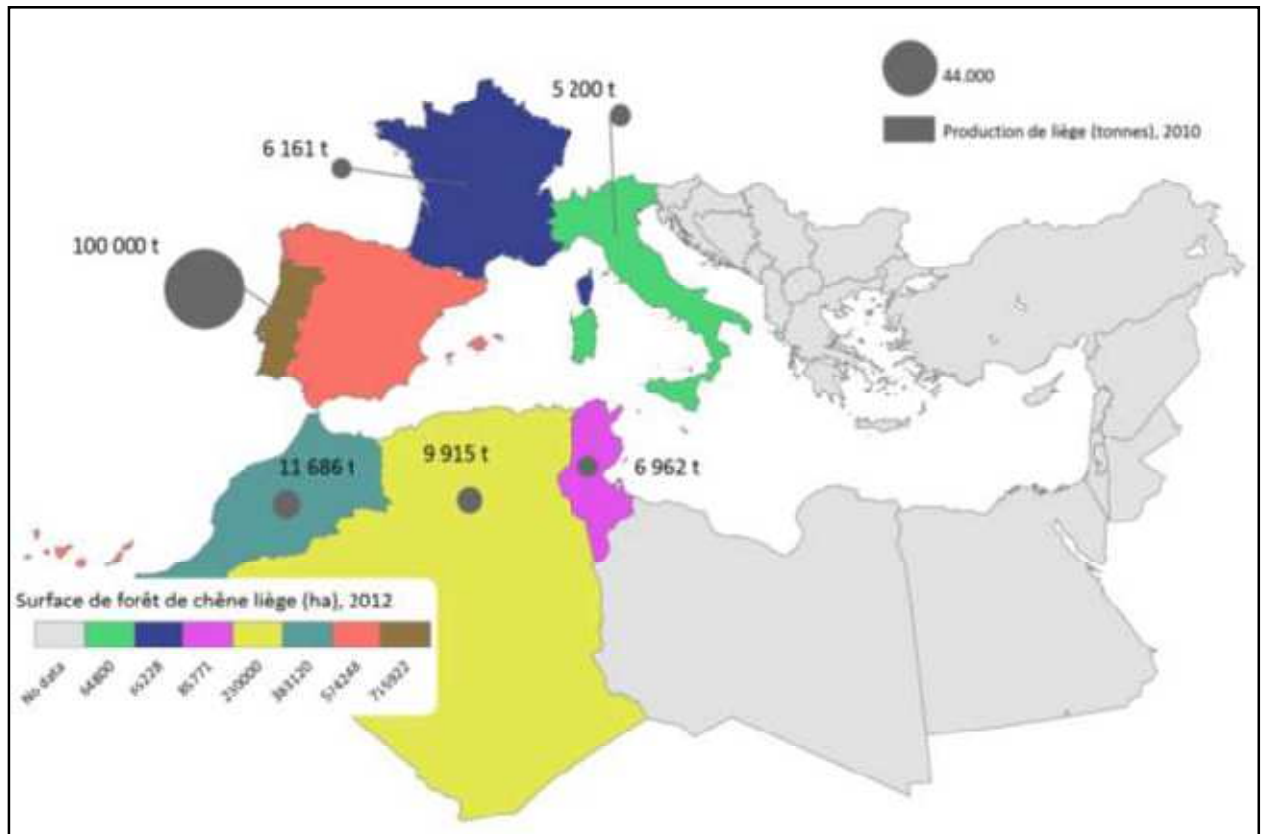 44.000
Production de liège (tonnes), 2010
5 200 t
6 161 t
100 000 t
11 686 t
9 915 t
6 962 t
Surface de forêt de chêne liège (ha), 2012
No data
64800
65228
85771
230000
383120
574248
715922